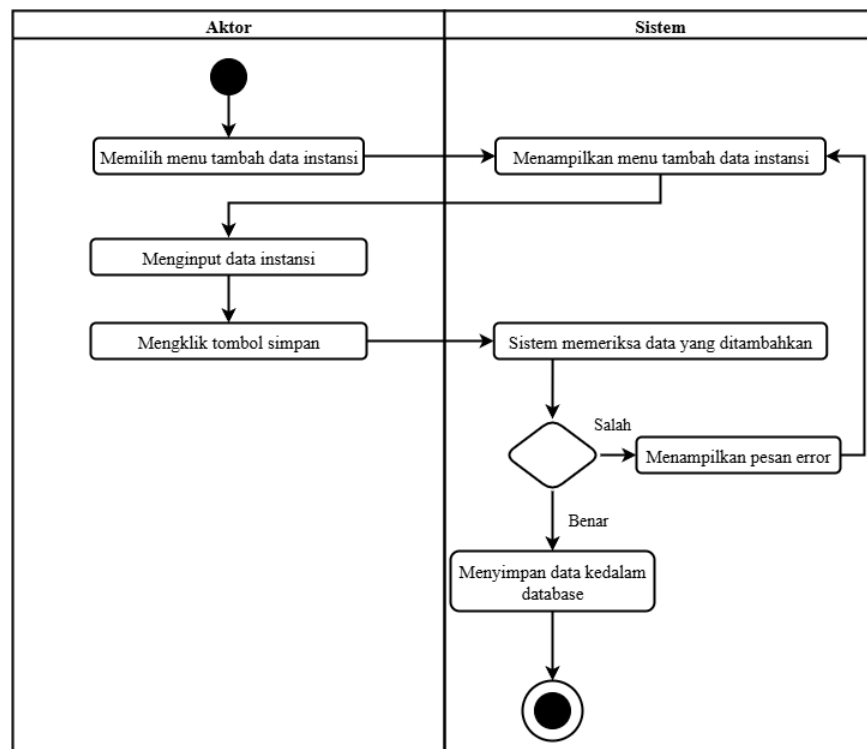 Aktor
Sistem
Memilih menu tambah data instansi
Menampilkan menu tambah data instansi
Menginput data instansi
Mengklik tombol simpan
Sistem memeriksa data yang ditambahkan
Salah
Menampilkan pesan error
Benar
Menyimpan data kedalam
database